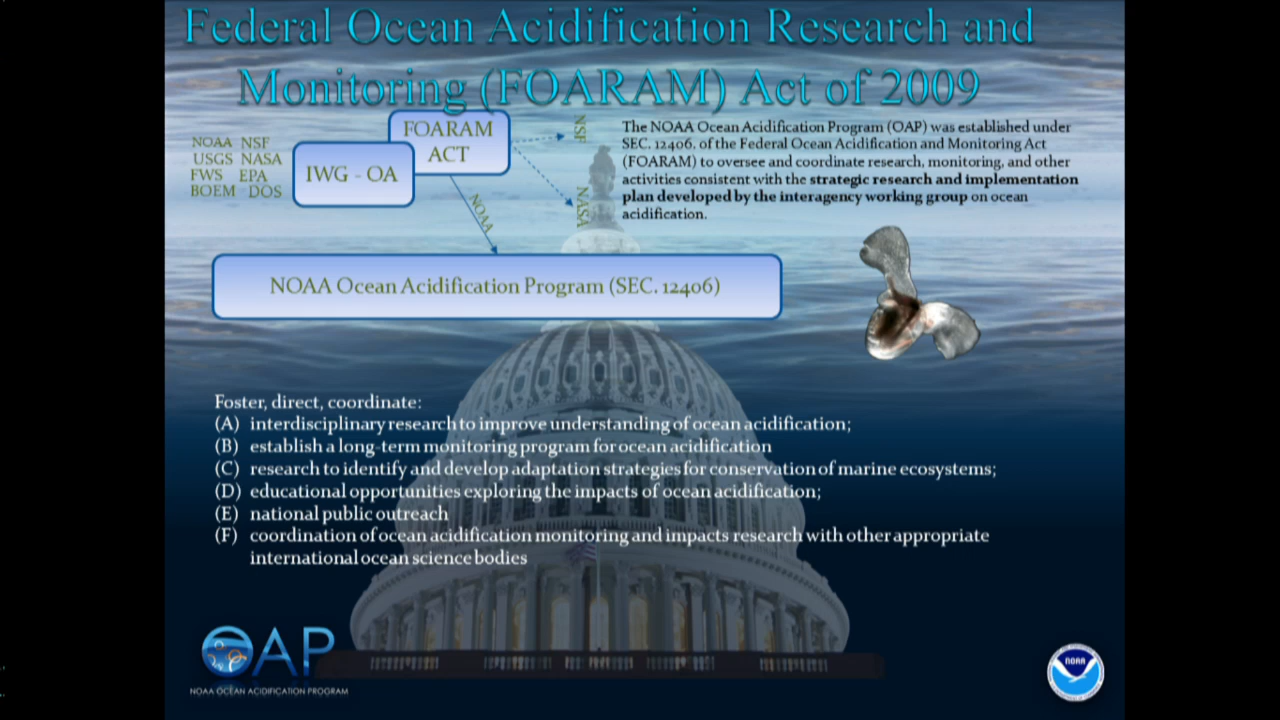 Federal Ocean Acidification Research and
Monitoring (FOARAM) Act of 2009
FOARAM
ACT
IWG - OA
NOAA NSF
USGS NASA
FWS EPA
BOEM DOS
NSF
NASA
NOAA
The NOAA Ocean Acidification Program (OAP) was established under
SEC. 12406. of the Federal Ocean Acidification and Monitoring Act
(FOARAM) to oversee and coordinate research, monitoring, and other
activities consistent with the strategic research and implementation
plan developed by the interagency working group on ocean
acidification.
NOAA Ocean Acidification Program (SEC. 12406)
Foster, direct, coordinate:
(A) interdisciplinary research to improve understanding of ocean acidification;
(B) establish a long-term monitoring program for ocean acidification
(C) research to identify and develop adaptation strategies for conservation of marine ecosystems;
(D) educational opportunities exploring the impacts of ocean acidification;
(E) national public outreach
(F) coordination of ocean acidification monitoring and impacts research with other appropriate
international ocean science bodies
OAP
NOAA OCEAN ACIDIFICATION PROGRAM
NOAA